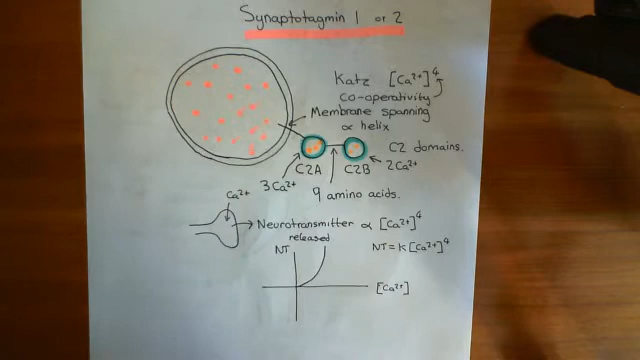 Synaptotagmin 1 or 2
Katz [Ca²⁺]⁴
co-operativity
Membrane spanning
α helix
C2 domains.
C2A
C2B
2Ca²⁺
3Ca²⁺
9 amino acids.
Ca²⁺
Neurotransmitter ∝ [Ca²⁺]⁴
released
NT = K[Ca²⁺]⁴
NT
[Ca²⁺]